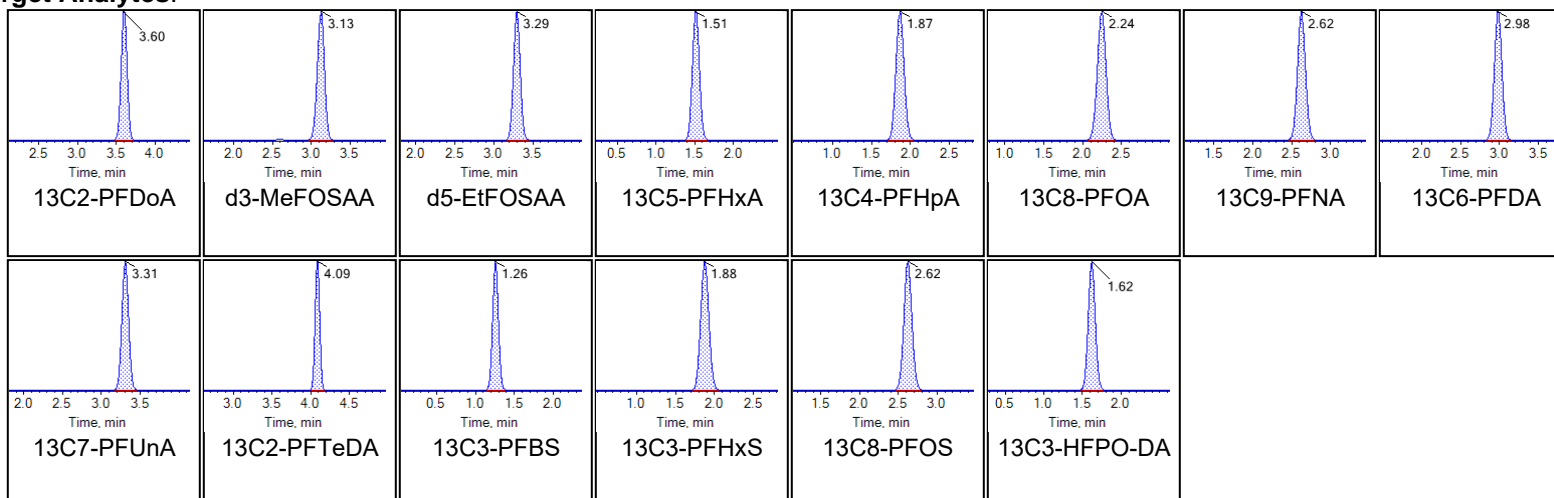 rget Analytes:
3.60 3.13 3.29 1.51 1.87 2.24 2.62 2.98
2.5 3.0 3.5 4.0 2.0 2.5 3.0 3.5 2.0 2.5 3.0 3.5 0.5 1.0 1.5 2.0 1.0 1.5 2.0 2.5 1.0 1.5 2.0 2.5 1.5 2.0 2.5 3.0 2.0 2.5 3.0 3.5
Time, min Time, min Time, min Time, min Time, min Time, min Time, min Time, min
13C2-PFDoA d3-MeFOSAA d5-EtFOSAA 13C5-PFHxA 13C4-PFHpA 13C8-PFOA 13C9-PFNA 13C6-PFDA
3.31 4.09 1.26 1.88 2.62 1.62
2.0 2.5 3.0 3.5 3.0 3.5 4.0 4.5 0.5 1.0 1.5 2.0 1.0 1.5 2.0 2.5 1.5 2.0 2.5 3.0 0.5 1.0 1.5 2.0
Time, min Time, min Time, min Time, min Time, min Time, min
13C7-PFUnA 13C2-PFTeDA 13C3-PFBS 13C3-PFHxS 13C8-PFOS 13C3-HFPO-DA